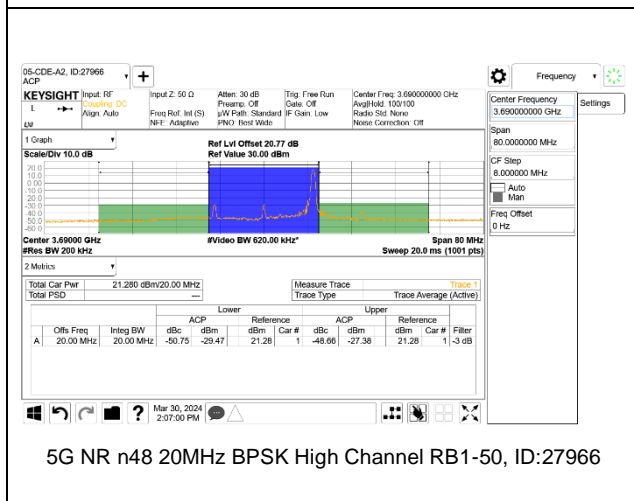 05-CDE-A2, ID:27966
ACP
Frequency
KEYSIGHT Input: RF Input Z: 50 Ω Atten: 30 dB Trig: Free Run Center Freq: 3.690000000 GHz
Coupling: DC Preamp: Off Gate: Off Avg|Hold: 100/100
Align: Auto Freq Ref: Int (S) µW Path: Standard IF Gain: Low Radio Std: None
NFE: Adaptive PNO: Best Wide Noise Correction: Off
Center Frequency
3.690000000 GHz
Settings
Span
80.0000000 MHz
CF Step
8.000000 MHz
Auto
Man
Freq Offset
0 Hz
1 Graph
Ref Lvl Offset 20.77 dB
Scale/Div 10.0 dB Ref Value 30.00 dBm
20.0
10.0
0.00
-10.0
-20.0
-30.0
-40.0
-50.0
-60.0
Center 3.69000 GHz #Video BW 620.00 kHz* Span 80 MHz
#Res BW 200 kHz Sweep 20.0 ms (1001 pts)
2 Metrics
Total Car Pwr 21.280 dBm/20.00 MHz Measure Trace Trace 1
Total PSD --- Trace Type Trace Average (Active)
Lower Upper
ACP Reference ACP Reference
Offs Freq Integ BW dBc dBm dBm Car # dBc dBm dBm Car # Filter
A 20.00 MHz 20.00 MHz -50.75 -29.47 21.28 1 -48.66 -27.38 21.28 1 -3 dB
? Mar 30, 2024
2:07:00 PM
5G NR n48 20MHz BPSK High Channel RB1-50, ID:27966